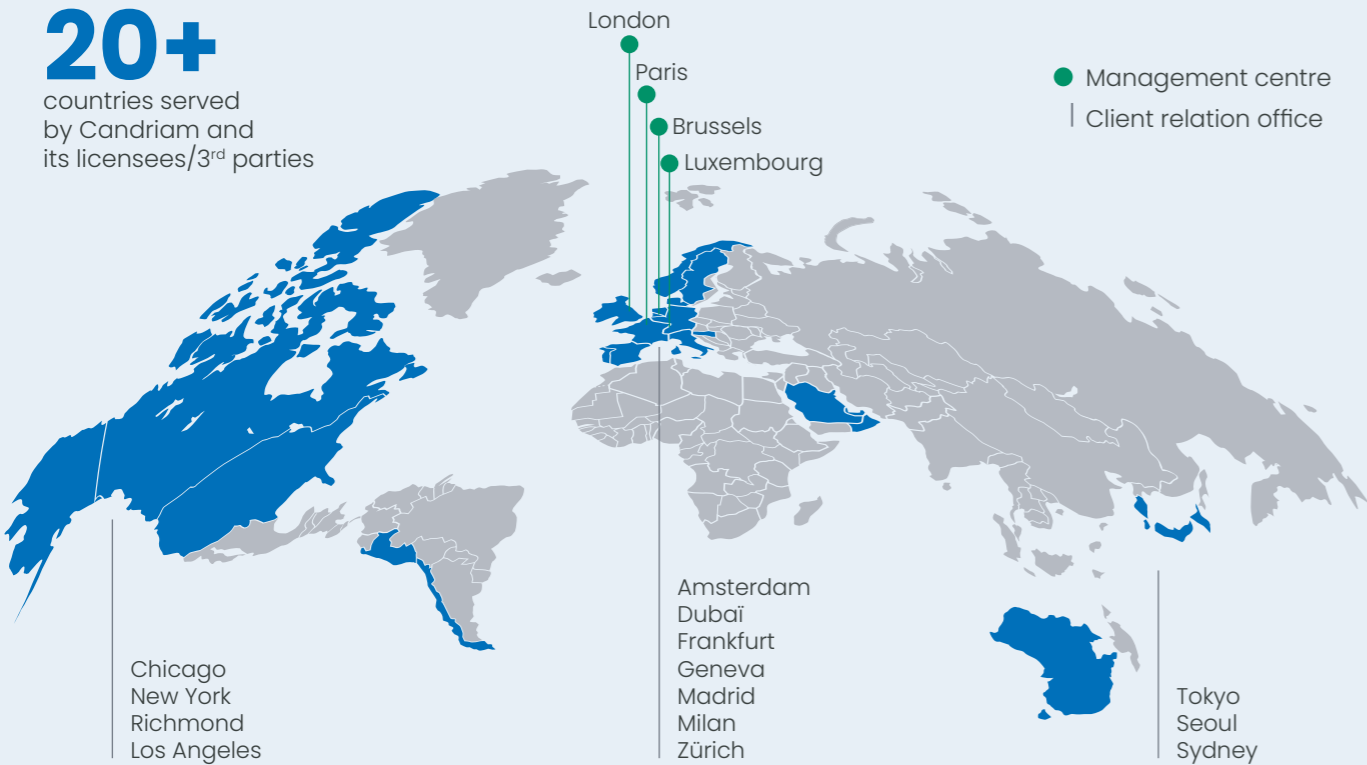 20+
countries served
by Candriam and
its licensees/3rd parties
London
Paris
Brussels
Luxembourg
Management centre
Client relation office
Chicago
New York
Richmond
Los Angeles
Amsterdam
Dubaï
Frankfurt
Geneva
Madrid
Milan
Zürich
Tokyo
Seoul
Sydney